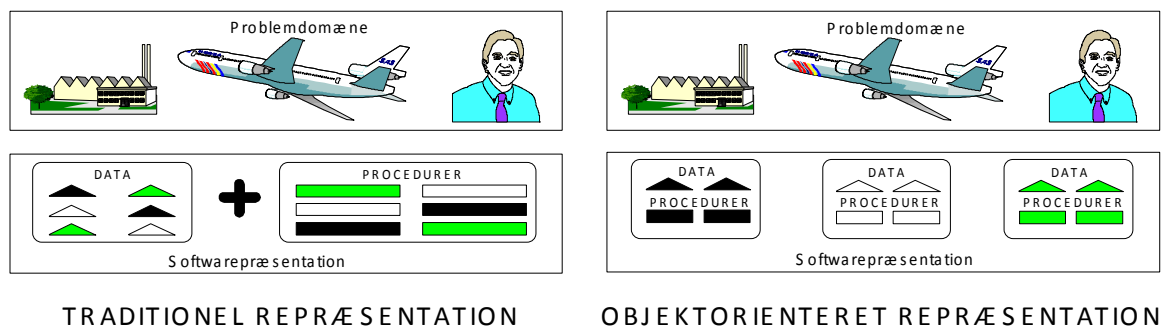 Problemdomæne
DATA
PROCEDURER
Softwarepræsentation
TRADITIONEL REPRÆSENTATION
Problemdomæne
DATA
PROCEDURER
DATA
PROCEDURER
DATA
PROCEDURER
Softwarepræsentation
OBJEKTORIENTERET REPRÆSENTATION